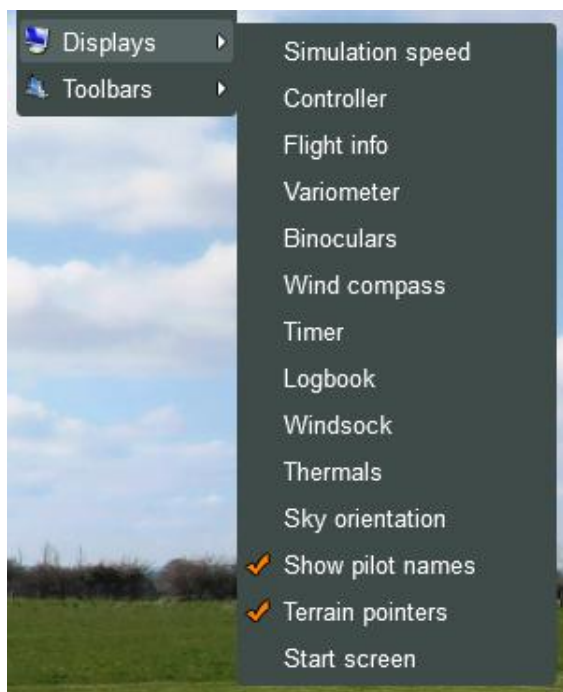 Displays
Toolbars
Simulation speed
Controller
Flight info
Variometer
Binoculars
Wind compass
Timer
Logbook
Windsock
Thermals
Sky orientation
Show pilot names
Terrain pointers
Start screen